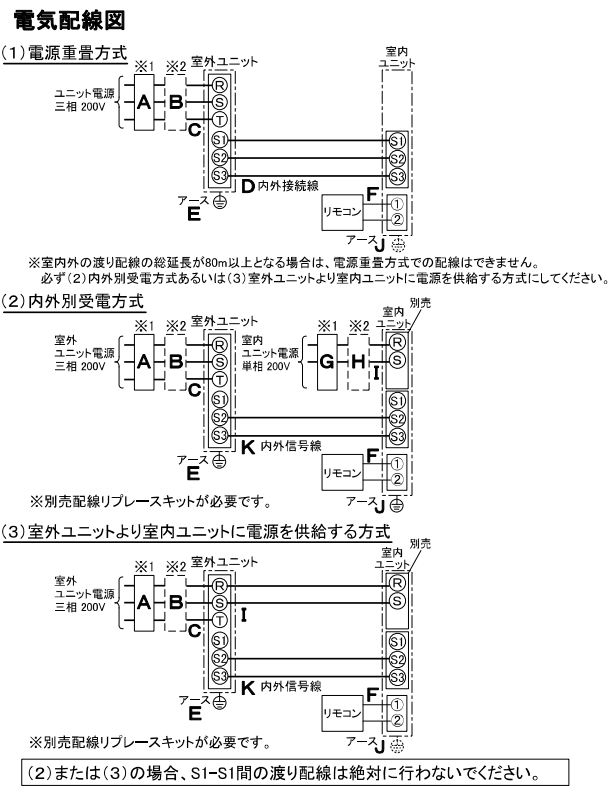 電気配線図
(1)電源重畳方式
※1 ※2 室外ユニット 室内ユニット
ユニット電源
三相 200V
A B C
R
S
T
S1 S1
S2 S2
S3 S3
D 内外接続線
アース
E
F
リモコン ① ②
アース J
※室内外の渡り配線の総延長が80m以上となる場合は、電源重畳方式での配線はできません。
必ず(2)内外別受電方式あるいは(3)室外ユニットより室内ユニットに電源を供給する方式にしてください。
(2)内外別受電方式
※1 ※2 室外ユニット ※1 ※2 室内ユニット 別売
室外
ユニット電源
三相 200V
A B C
R
S
T
室内
ユニット電源
単相 200V
G H I
R
S
S1 S1
S2 S2
S3 S3
K 内外信号線
アース
E
F
リモコン ① ②
アース J
※別売配線リプレースキットが必要です。
(3)室外ユニットより室内ユニットに電源を供給する方式
※1 ※2 室外ユニット 室内ユニット 別売
室外
ユニット電源
三相 200V
A B C
R R
S S
T
I
S1 S1
S2 S2
S3 S3
K 内外信号線
アース
E
F
リモコン ① ②
アース J
※別売配線リプレースキットが必要です。
(2)または(3)の場合、S1-S1間の渡り配線は絶対に行わないでください。